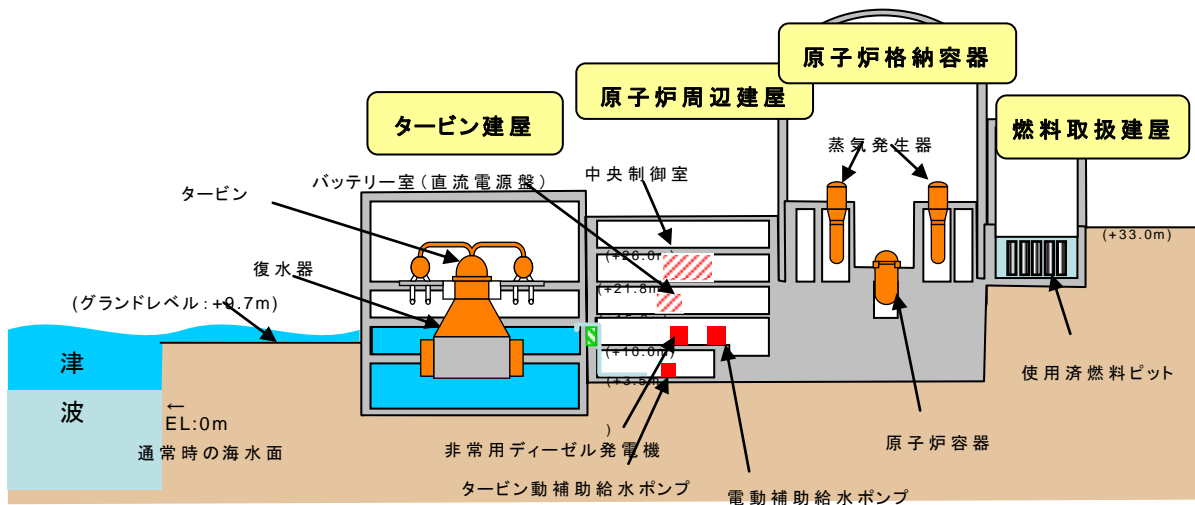 原子炉格納容器
原子炉周辺建屋
タービン建屋
燃料取扱建屋
蒸気発生器
中央制御室
バッテリー室(直流電源盤)
タービン
(+33.0m)
(+26.0m
復水器
(+21.8m
(グランドレベル:+9.7m)
(+10.0m)
津
波
(+3.5m
使用済燃料ピット
←
EL:0m
)
原子炉容器
通常時の海水面
非常用ディーゼル発電機
タービン動補助給水ポンプ
電動補助給水ポンプ